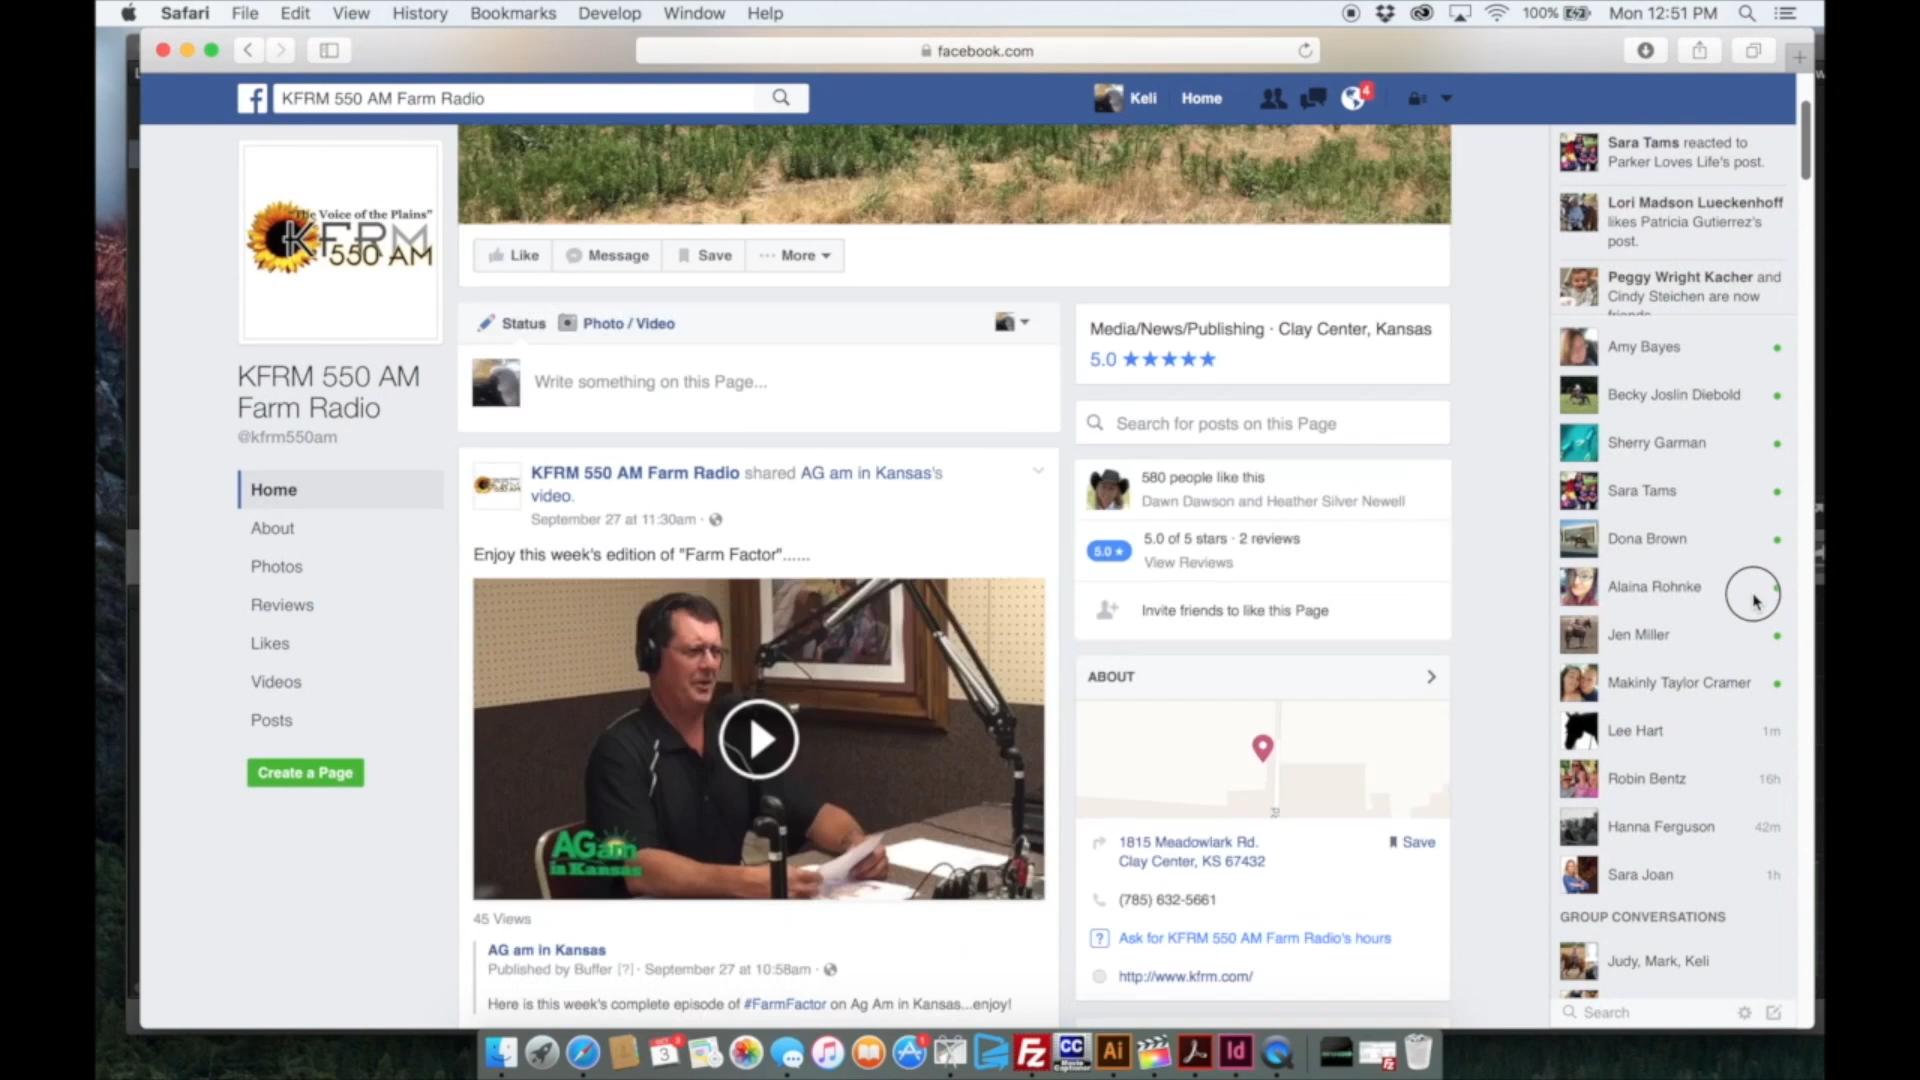 Safari File Edit View History Bookmarks Develop Window Help 100% Mon 12:51 PM
facebook.com
KFRM 550 AM Farm Radio
Keli Home 4
"The Voice of the Plains"
KFRM
550 AM
KFRM 550 AM
Farm Radio
@kfrm550am
Home
About
Photos
Reviews
Likes
Videos
Posts
Create a Page
Like Message Save ··· More
Status Photo / Video
Write something on this Page...
KFRM 550 AM Farm Radio shared AG am in Kansas's
video.
September 27 at 11:30am ·
Enjoy this week's edition of "Farm Factor"......
AGam
in Kansas
45 Views
AG am in Kansas
Published by Buffer [?] · September 27 at 10:58am ·
Here is this week's complete episode of #FarmFactor on Ag Am in Kansas...enjoy!
Media/News/Publishing · Clay Center, Kansas
5.0 ★★★★★
Search for posts on this Page
580 people like this
Dawn Dawson and Heather Silver Newell
5.0 ★
5.0 of 5 stars · 2 reviews
View Reviews
Invite friends to like this Page
ABOUT
1815 Meadowlark Rd.
Clay Center, KS 67432
Save
(785) 632-5661
? Ask for KFRM 550 AM Farm Radio's hours
http://www.kfrm.com/
Sara Tams reacted to
Parker Loves Life's post.
Lori Madson Lueckenhoff
likes Patricia Gutierrez's
post.
Peggy Wright Kacher and
Cindy Steichen are now
friends.
Amy Bayes
Becky Joslin Diebold
Sherry Garman
Sara Tams
Dona Brown
Alaina Rohnke
Jen Miller
Makinly Taylor Cramer
Lee Hart 1m
Robin Bentz 16h
Hanna Ferguson 42m
Sara Joan 1h
GROUP CONVERSATIONS
Judy, Mark, Keli
Search
OCT
3
Fz
CC
Movie
Captioner
Ai
Id